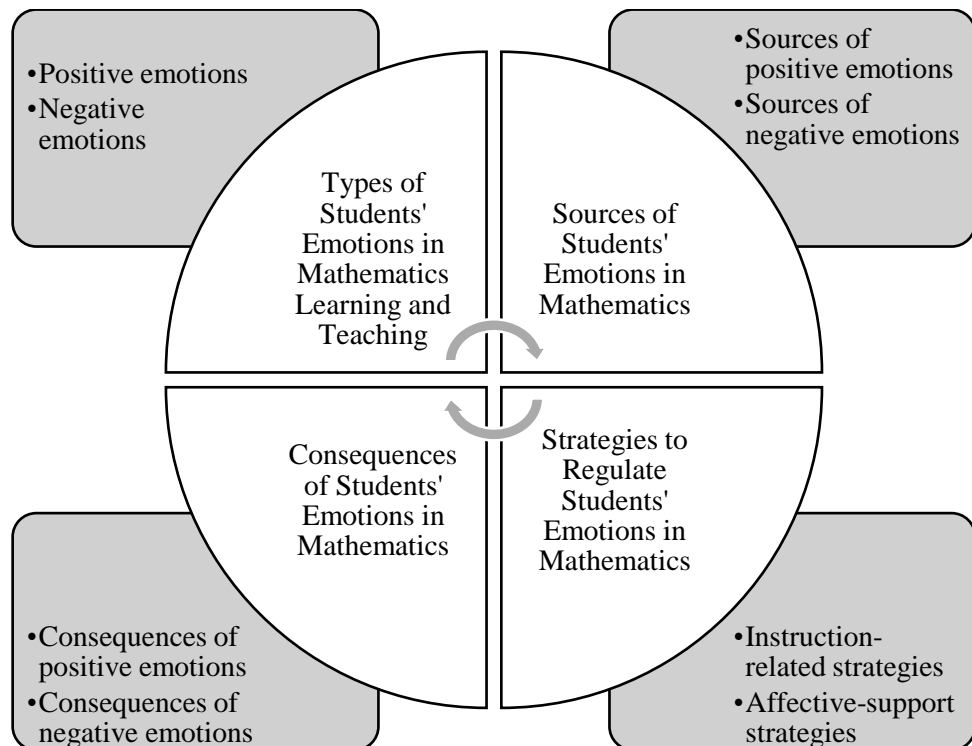 •Positive emotions
•Negative
emotions
•Sources of
positive emotions
•Sources of
negative emotions
Types of
Students'
Emotions in
Mathematics
Learning and
Teaching
Sources of
Students'
Emotions in
Mathematics
Consequences
of Students'
Emotions in
Mathematics
Strategies to
Regulate
Students'
Emotions in
Mathematics
•Consequences of
positive emotions
•Consequences of
negative emotions
•Instruction-
related strategies
•Affective-support
strategies